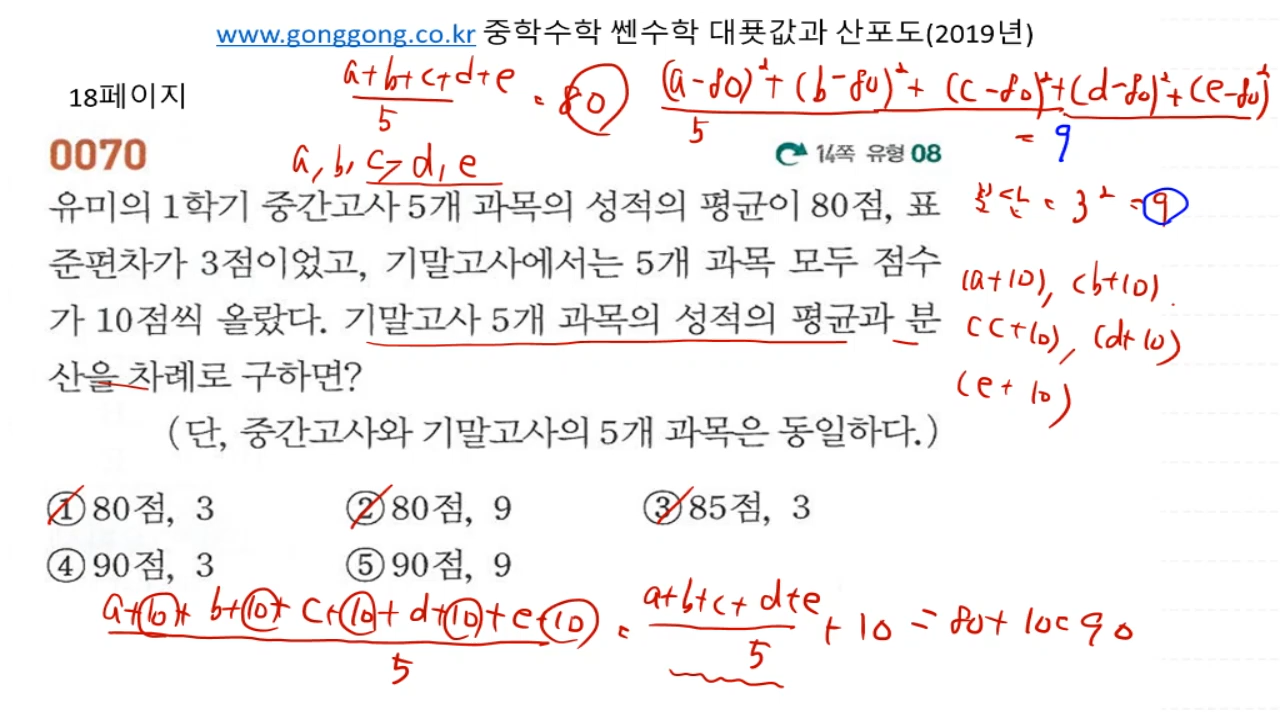 www.gonggong.co.kr 중학수학 쎈수학 대푯값과 산포도(2019년)
18페이지
a+b+c+d+e
5
= 80
(a-80)²+(b-80)²+(c-80)²+(d-80)²+(e-80)²
5
= 9
0070
a, b, c, d, e
14쪽 유형 08
유미의 1학기 중간고사 5개 과목의 성적의 평균이 80점, 표
준편차가 3점이었고, 기말고사에서는 5개 과목 모두 점수
가 10점씩 올랐다. 기말고사 5개 과목의 성적의 평균과 분
산을 차례로 구하면?
(단, 중간고사와 기말고사의 5개 과목은 동일하다.)
분산 = 3² = 9
(a+10), (b+10).
(c+10), (d+10)
(e+10)
① 80점, 3 ② 80점, 9 ③ 85점, 3
④ 90점, 3 ⑤ 90점, 9
a+10+ b+10+ c+10+ d+10+e+10
5
= a+b+c+d+e
5
+ 10 = 80+10=90